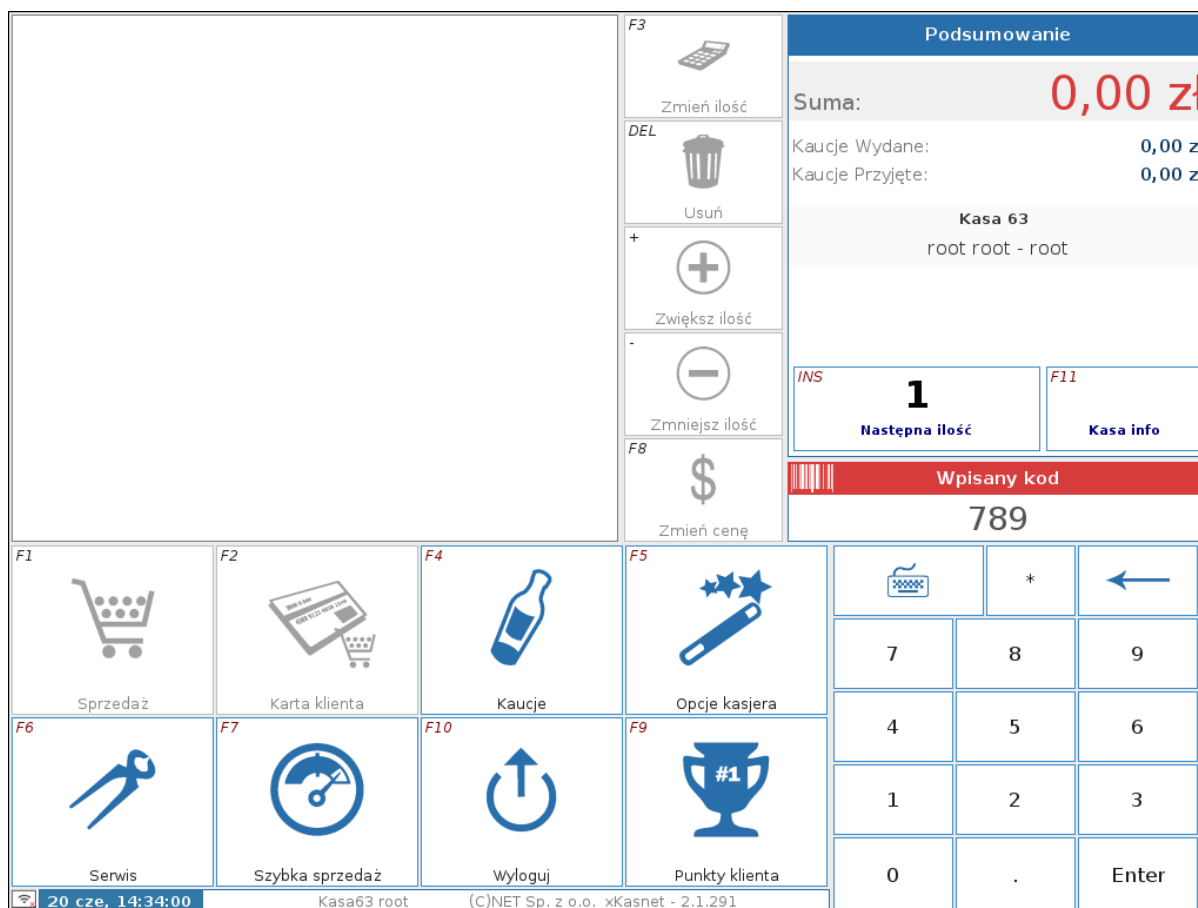 F3
Zmień ilość
DEL
Usuń
+
Zwiększ ilość
-
Zmniejsz ilość
F8
Zmień cenę
Podsumowanie
Suma: 0,00 zł
Kaucje Wydane: 0,00 z
Kaucje Przyjęte: 0,00 z
Kasa 63
root root - root
INS
1
Następna ilość
F11
Kasa info
Wpisany kod
789
F1
Sprzedaż
F2
Karta klienta
F4
Kaucje
F5
Opcje kasjera
F6
Serwis
F7
Szybka sprzedaż
F10
Wyloguj
F9
#1
Punkty klienta
*
7 8 9
4 5 6
1 2 3
0 . Enter
20 cze, 14:34:00 Kasa63 root (C)NET Sp. z o.o. xKasnet - 2.1.291